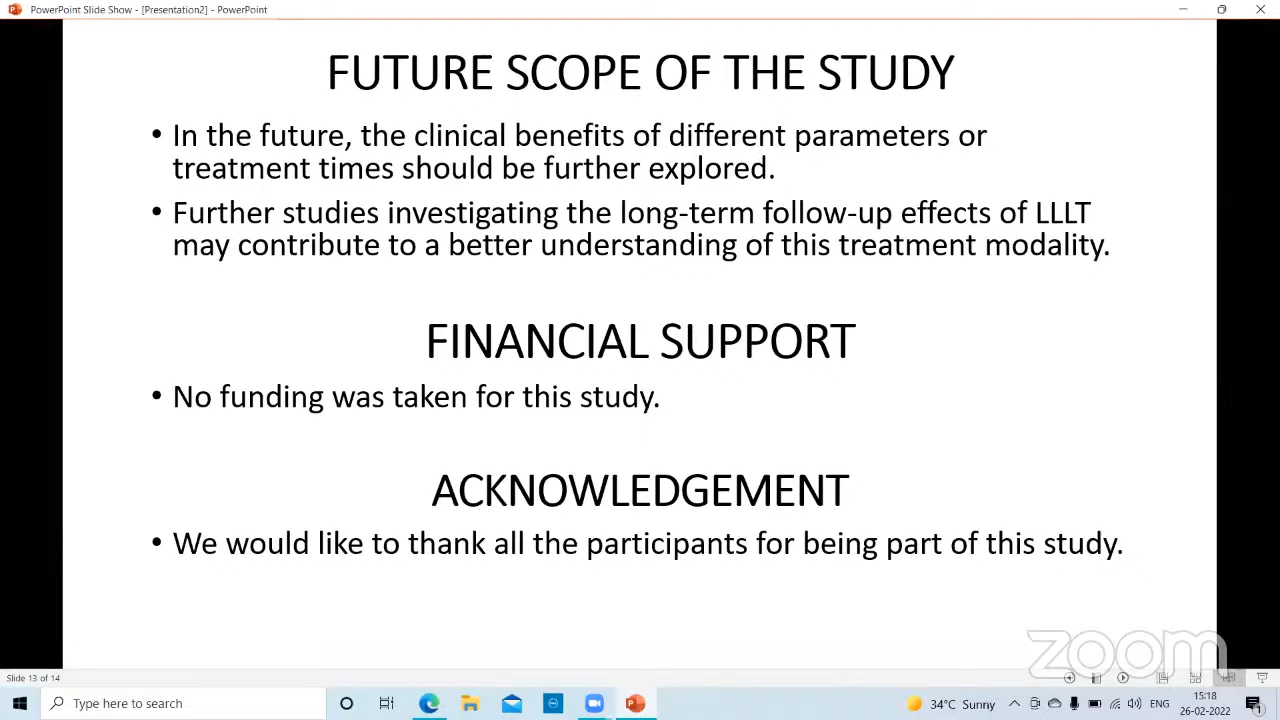 PowerPoint Slide Show - [Presentation2] - PowerPoint
FUTURE SCOPE OF THE STUDY
• In the future, the clinical benefits of different parameters or
treatment times should be further explored.
• Further studies investigating the long-term follow-up effects of LLLT
may contribute to a better understanding of this treatment modality.
FINANCIAL SUPPORT
• No funding was taken for this study.
ACKNOWLEDGEMENT
• We would like to thank all the participants for being part of this study.
zoom
Slide 13 of 14
Type here to search
34°C Sunny
ENG
15:18
26-02-2022
1